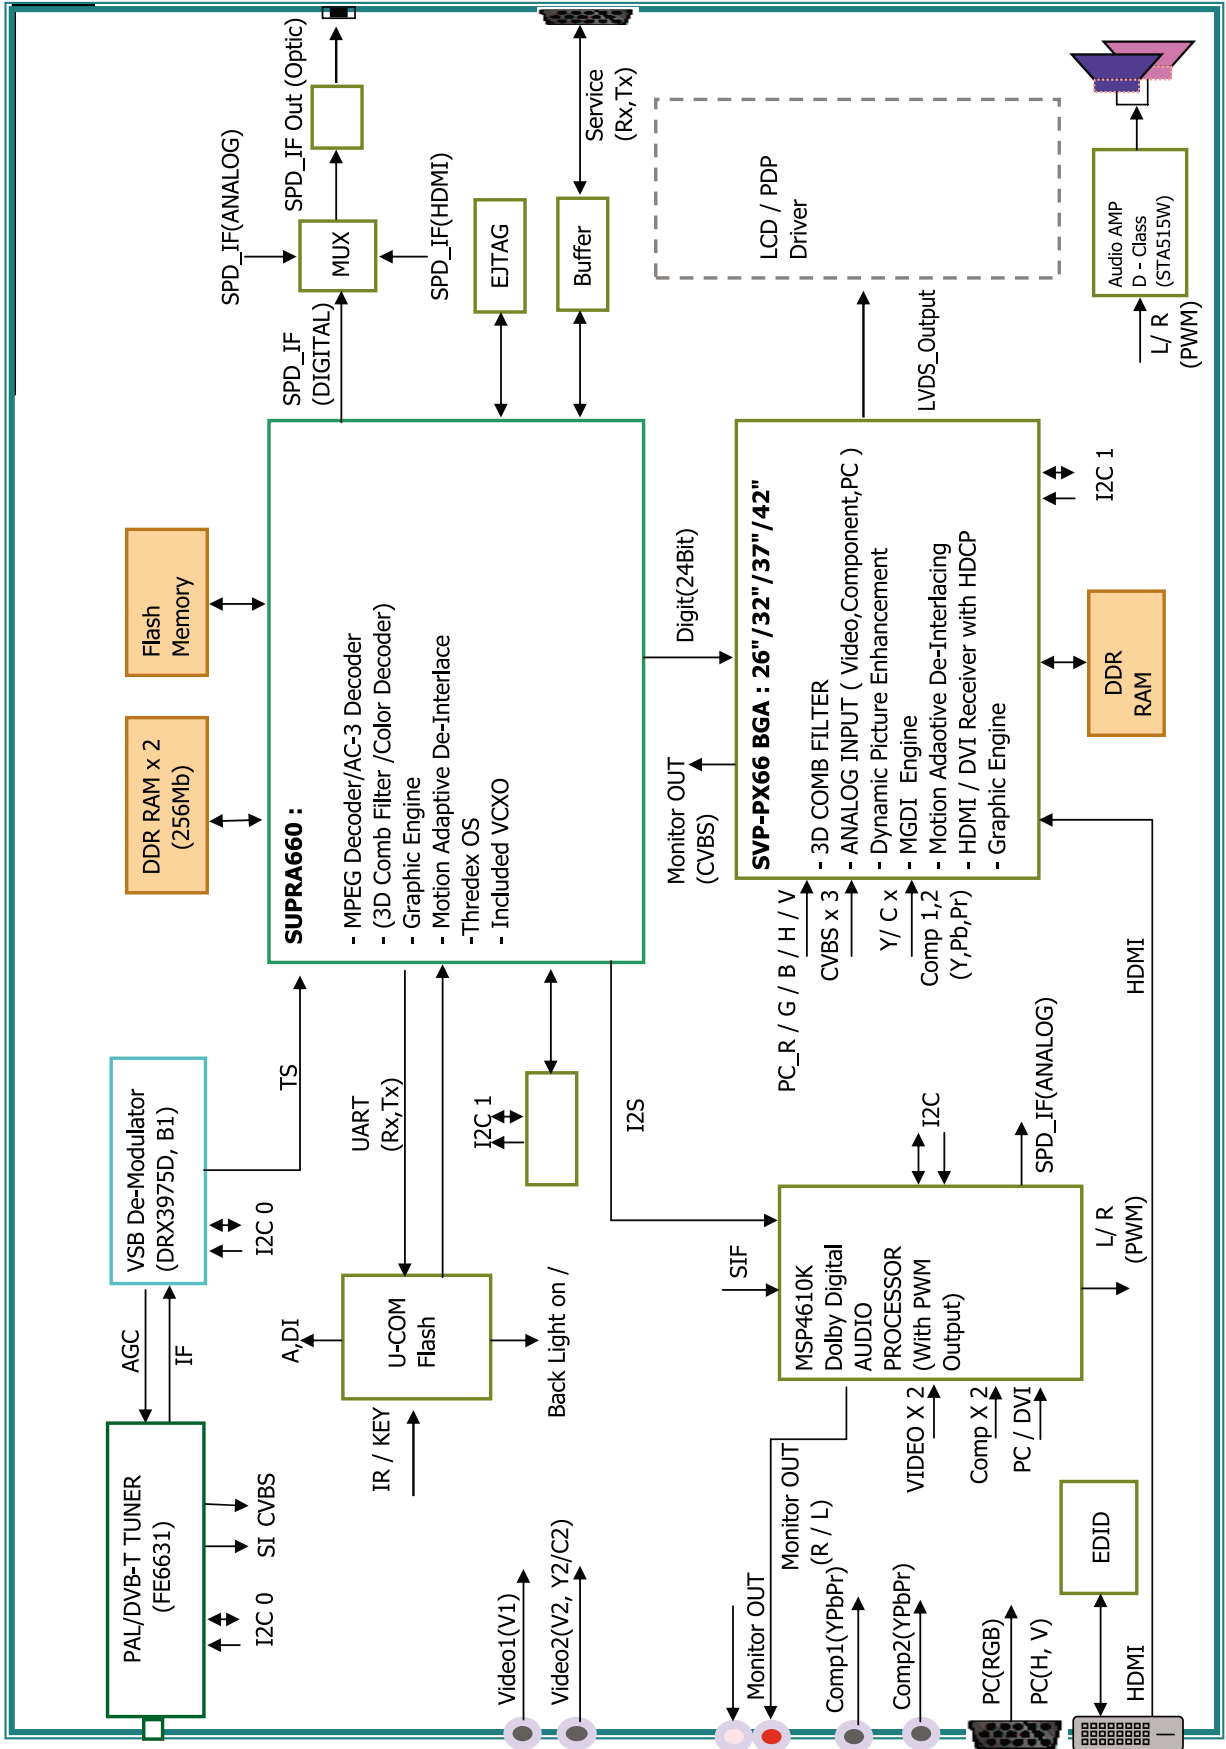 PAL/DVB-T TUNER
(FE6631)
I2C 0
SI CVBS
AGC
IF
VSB De-Modulator
(DRX3975D, B1)
I2C 0
TS
DDR RAM x 2
(256Mb)
Flash
Memory
SPD_IF(ANALOG)
SPD_IF Out (Optic)
MUX
SPD_IF(HDMI)
SPD_IF
(DIGITAL)
EJTAG
Buffer
Service
(Rx,Tx)
SUPRA660 :
- MPEG Decoder/AC-3 Decoder
- (3D Comb Filter /Color Decoder)
- Graphic Engine
- Motion Adaptive De-Interlace
- Thredex OS
- Included VCXO
UART
(Rx,Tx)
I2C 1
I2S
A,DI
U-COM
Flash
IR / KEY
Back Light on /
Video1(V1)
Video2(V2, Y2/C2)
Digit(24Bit)
Monitor OUT
(CVBS)
LCD / PDP
Driver
LVDS_Output
SVP-PX66 BGA : 26"/32"/37"/42"
- 3D COMB FILTER
- ANALOG INPUT ( Video,Component,PC )
- Dynamic Picture Enhancement
- MGDI Engine
- Motion Adaotive De-Interlacing
- HDMI / DVI Receiver with HDCP
- Graphic Engine
PC_R / G / B / H / V
CVBS x 3
Y/ C x
Comp 1,2
(Y,Pb,Pr)
I2C 1
DDR
RAM
Audio AMP
D - Class
(STA515W)
L/ R
(PWM)
SIF
MSP4610K
Dolby Digital
AUDIO
PROCESSOR
(With PWM
Output)
I2C
SPD_IF(ANALOG)
L/ R
(PWM)
VIDEO X 2
Comp X 2
PC / DVI
Monitor OUT
Monitor OUT
(R / L)
Comp1(YPbPr)
Comp2(YPbPr)
PC(RGB)
PC(H, V)
EDID
HDMI
HDMI